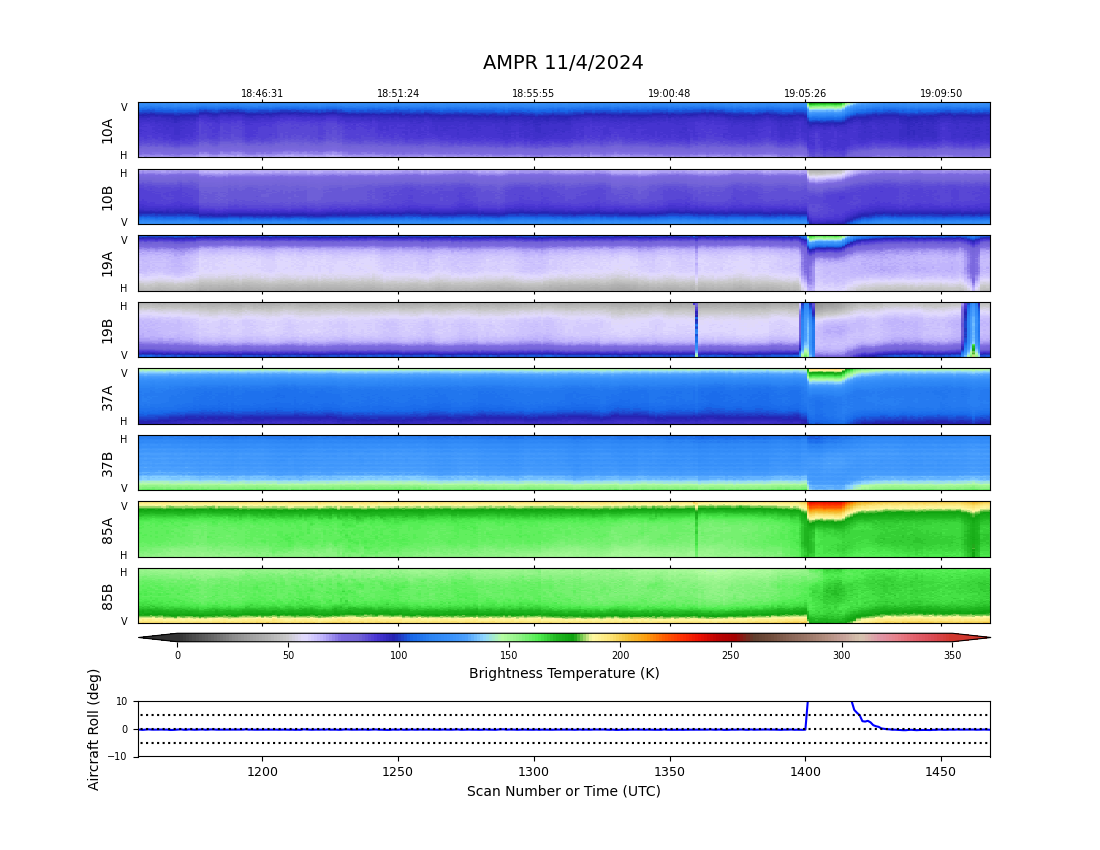 AMPR 11/4/2024
18:46:31 18:51:24 18:55:55 19:00:48 19:05:26 19:09:50
V
10A
H
H
10B
V
V
19A
H
H
19B
V
V
37A
H
H
37B
V
V
85A
H
H
85B
V
0 50 100 150 200 250 300 350
Brightness Temperature (K)
Aircraft Roll (deg)
10
0
−10
1200 1250 1300 1350 1400 1450
Scan Number or Time (UTC)